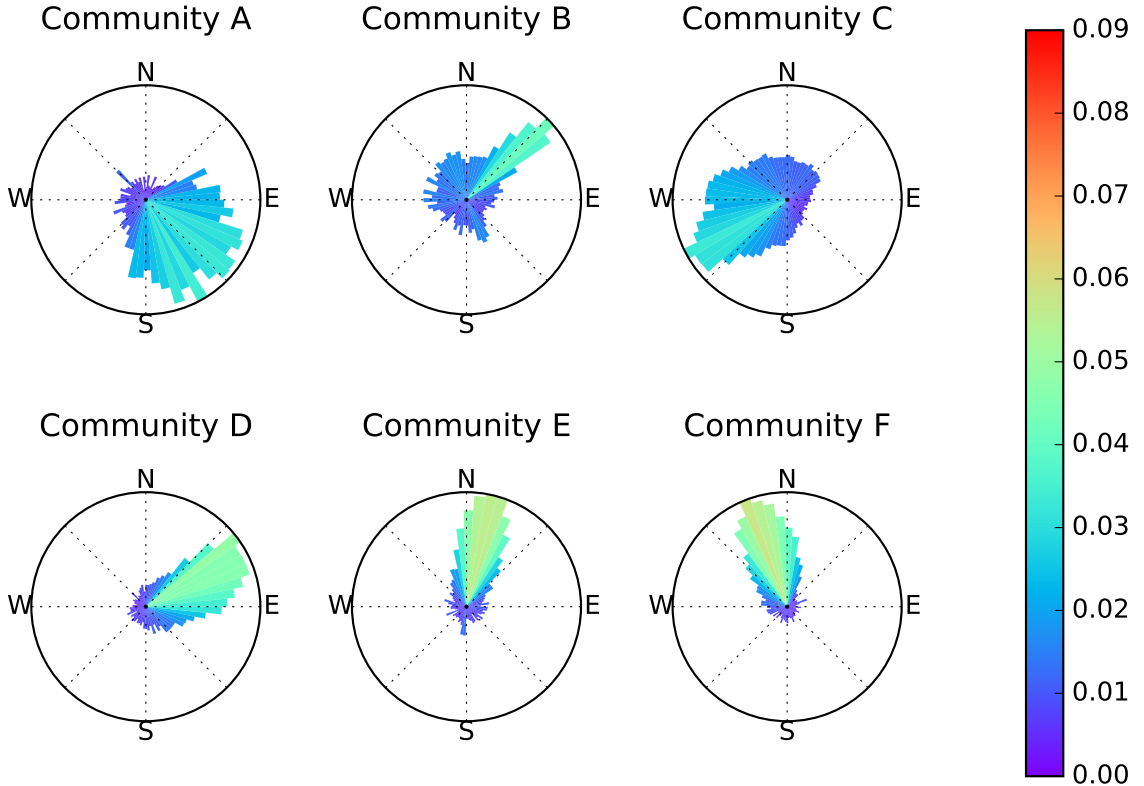 Community A
N
W
E
S
Community B
N
W
E
S
Community C
N
W
E
S
Community D
N
W
E
S
Community E
N
W
E
S
Community F
N
W
E
S
0.09
0.08
0.07
0.06
0.05
0.04
0.03
0.02
0.01
0.00